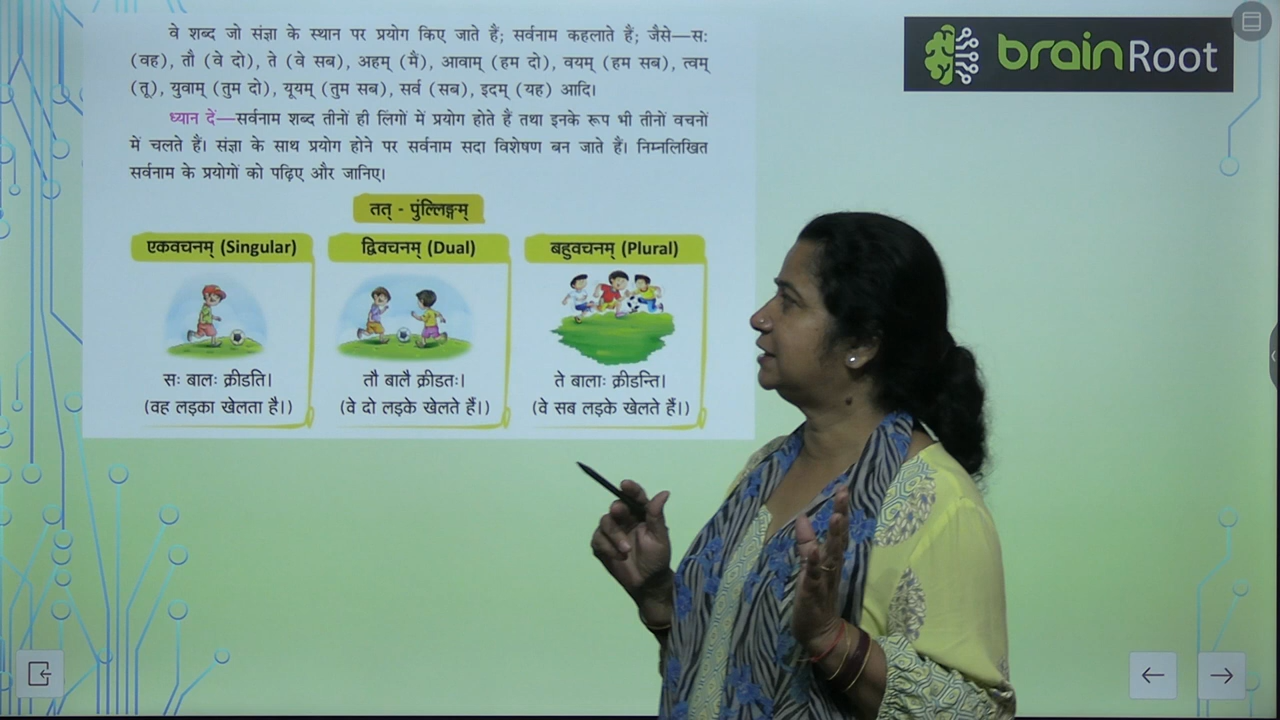 वे शब्द जो संज्ञा के स्थान पर प्रयोग किए जाते हैं; सर्वनाम कहलाते हैं; जैसे—स:
(वह), तौ (वे दो), ते (वे सब), अहम् (मैं), आवाम् (हम दो), वयम् (हम सब), त्वम्
(तू), युवाम् (तुम दो), यूयम् (तुम सब), सर्व (सब), इदम् (यह) आदि।
ध्यान दें—सर्वनाम शब्द तीनों ही लिंगों में प्रयोग होते हैं तथा इनके रूप भी तीनों वचनों
में चलते हैं। संज्ञा के साथ प्रयोग होने पर सर्वनाम सदा विशेषण बन जाते हैं। निम्नलिखित
सर्वनाम के प्रयोगों को पढ़िए और जानिए।
brainRoot
तत् - पुंल्लिङ्गम्
एकवचनम् (Singular)
द्विवचनम् (Dual)
बहुवचनम् (Plural)
सः बालः क्रीडति।
(वह लड़का खेलता है।)
तौ बालै क्रीडतः।
(वे दो लड़के खेलते हैं।)
ते बालाः क्रीडन्ति।
(वे सब लड़के खेलते हैं।)